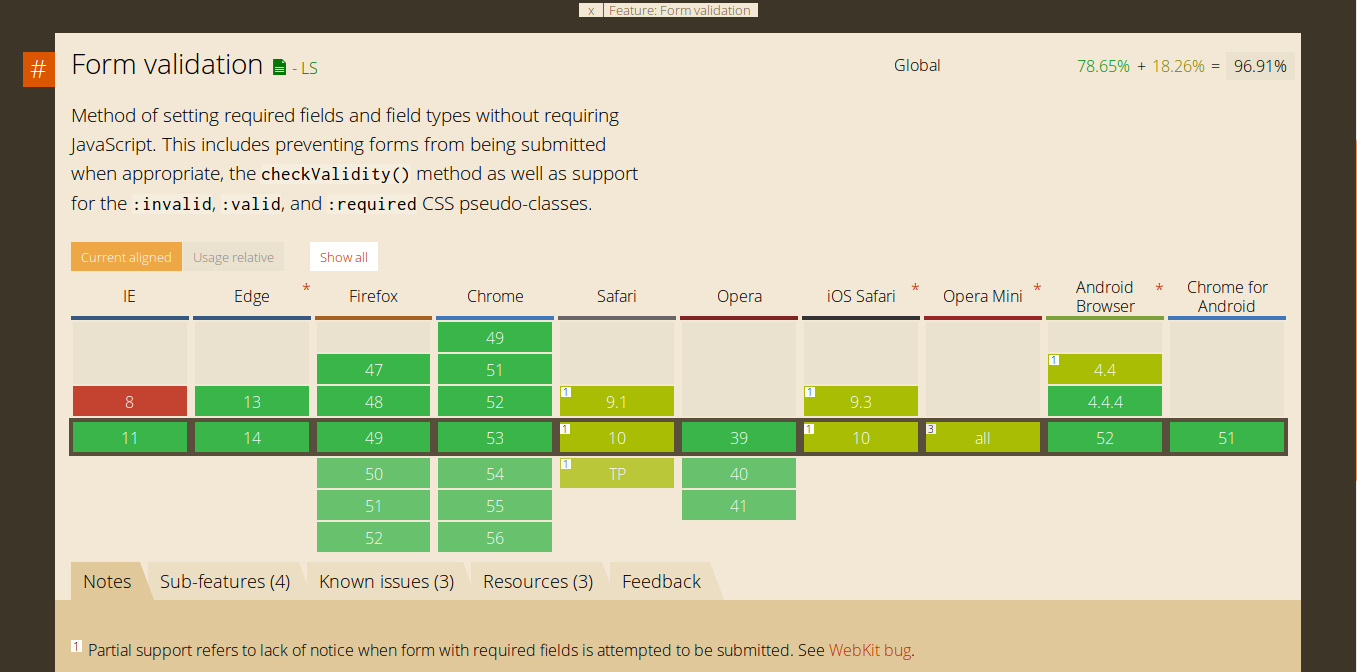 x Feature: Form validation
# Form validation - LS Global 78.65% + 18.26% = 96.91%
Method of setting required fields and field types without requiring
JavaScript. This includes preventing forms from being submitted
when appropriate, the checkValidity() method as well as support
for the :invalid, :valid, and :required CSS pseudo-classes.
Current aligned Usage relative Show all
IE Edge * Firefox Chrome Safari Opera iOS Safari * Opera Mini * Android Browser * Chrome for Android
49
47 51 1 4.4
8 13 48 52 1 9.1 1 9.3 4.4.4
11 14 49 53 1 10 39 1 10 3 all 52 51
50 54 1 TP 40
51 55 41
52 56
Notes Sub-features (4) Known issues (3) Resources (3) Feedback
1 Partial support refers to lack of notice when form with required fields is attempted to be submitted. See WebKit bug.